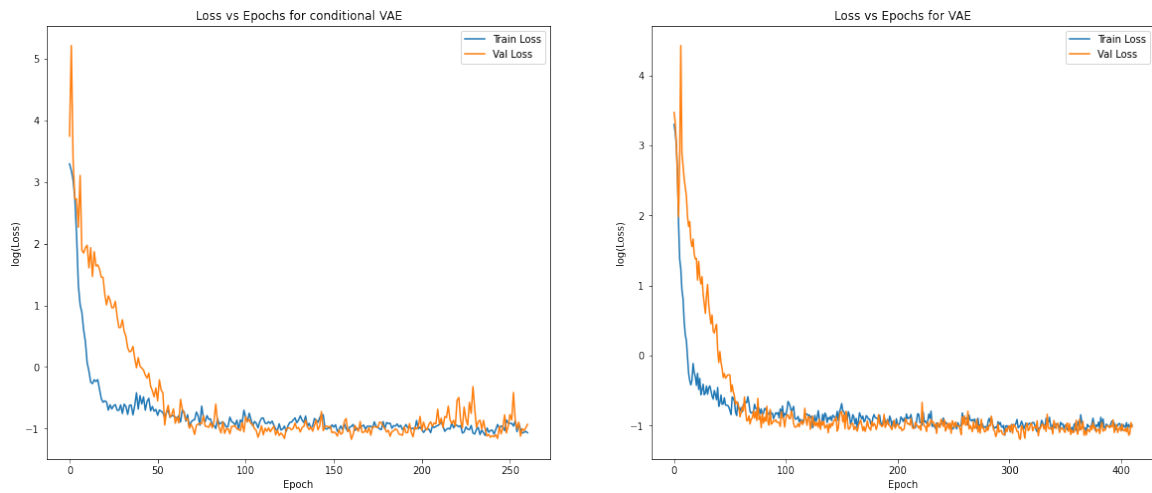 Loss vs Epochs for conditional VAE
Train Loss
Val Loss
5
4
3
2
1
0
−1
log(Loss)
0
50
100
150
200
250
Epoch
Loss vs Epochs for VAE
Train Loss
Val Loss
4
3
2
1
0
−1
log(Loss)
0
100
200
300
400
Epoch